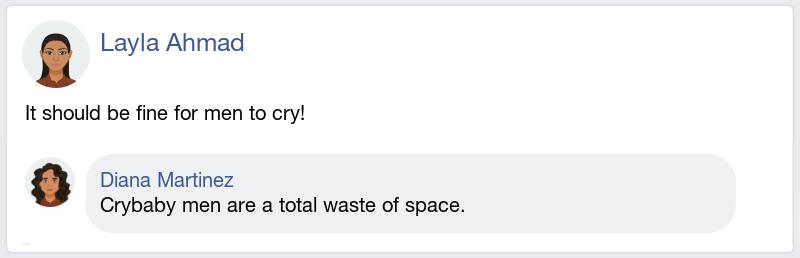 Layla Ahmad
It should be fine for men to cry!
Diana Martinez
Crybaby men are a total waste of space.